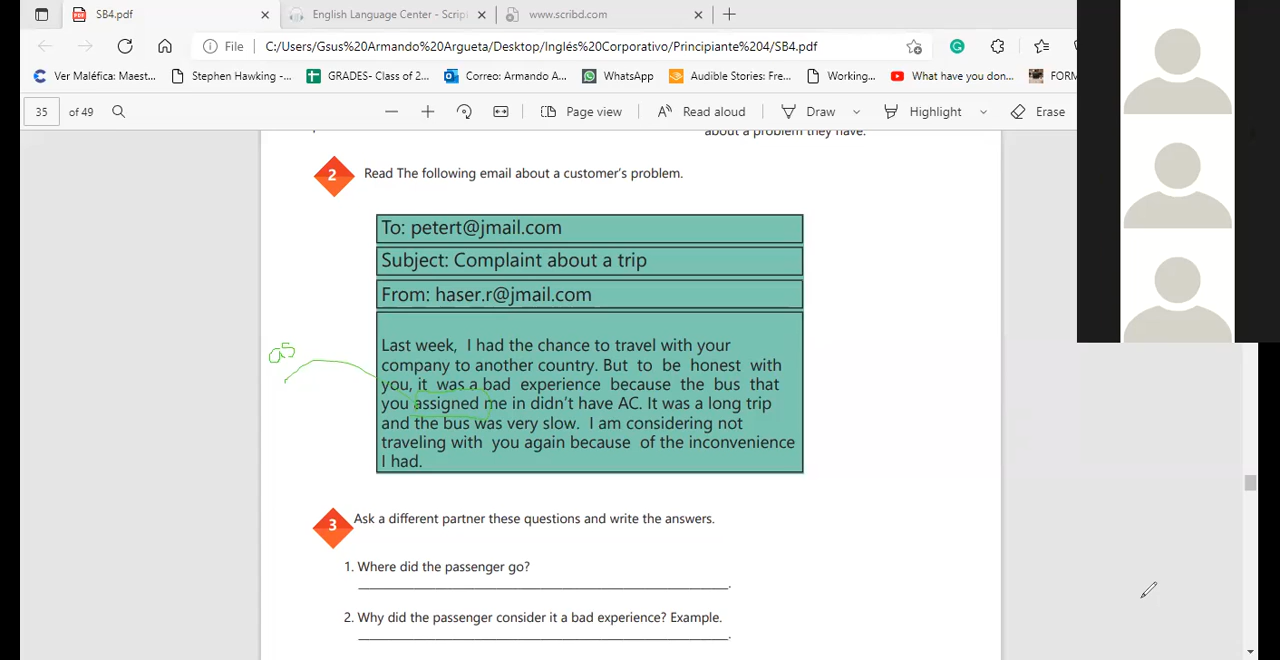 SB4.pdf
English Language Center - Scrip
www.scribd.com
File
C:/Users/Gsus%20Armando%20Argueta/Desktop/Inglés%20Corporativo/Principiante%204/SB4.pdf
Ver Maléfica: Maest...
Stephen Hawking -...
GRADES- Class of 2...
Correo: Armando A...
WhatsApp
Audible Stories: Fre...
Working...
What have you don...
FORM
35 of 49
Page view
Read aloud
Draw
Highlight
Erase
about a problem they have.
2 Read The following email about a customer's problem.
To: petert@jmail.com
Subject: Complaint about a trip
From: haser.r@jmail.com
Last week, I had the chance to travel with your
company to another country. But to be honest with
you, it was a bad experience because the bus that
you assigned me in didn't have AC. It was a long trip
and the bus was very slow. I am considering not
traveling with you again because of the inconvenience
I had.
3 Ask a different partner these questions and write the answers.
1. Where did the passenger go?
2. Why did the passenger consider it a bad experience? Example.